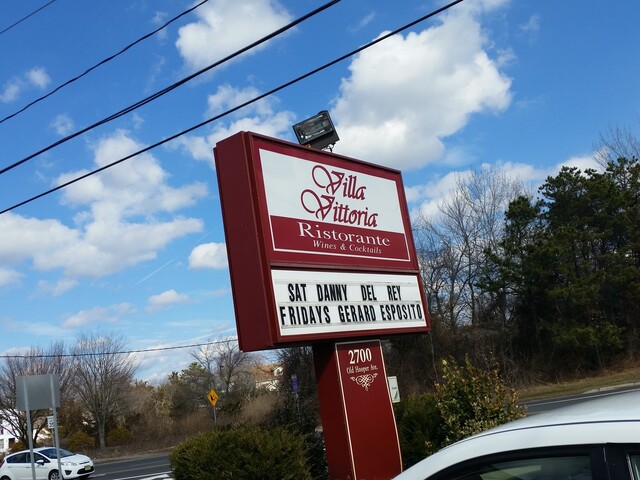 Villa
Vittoria
Ristorante
Wines & Cocktails
SAT DANNY DEL REY
FRIDAYS GERARD ESPOSITO
2700
Old Hooper Ave.